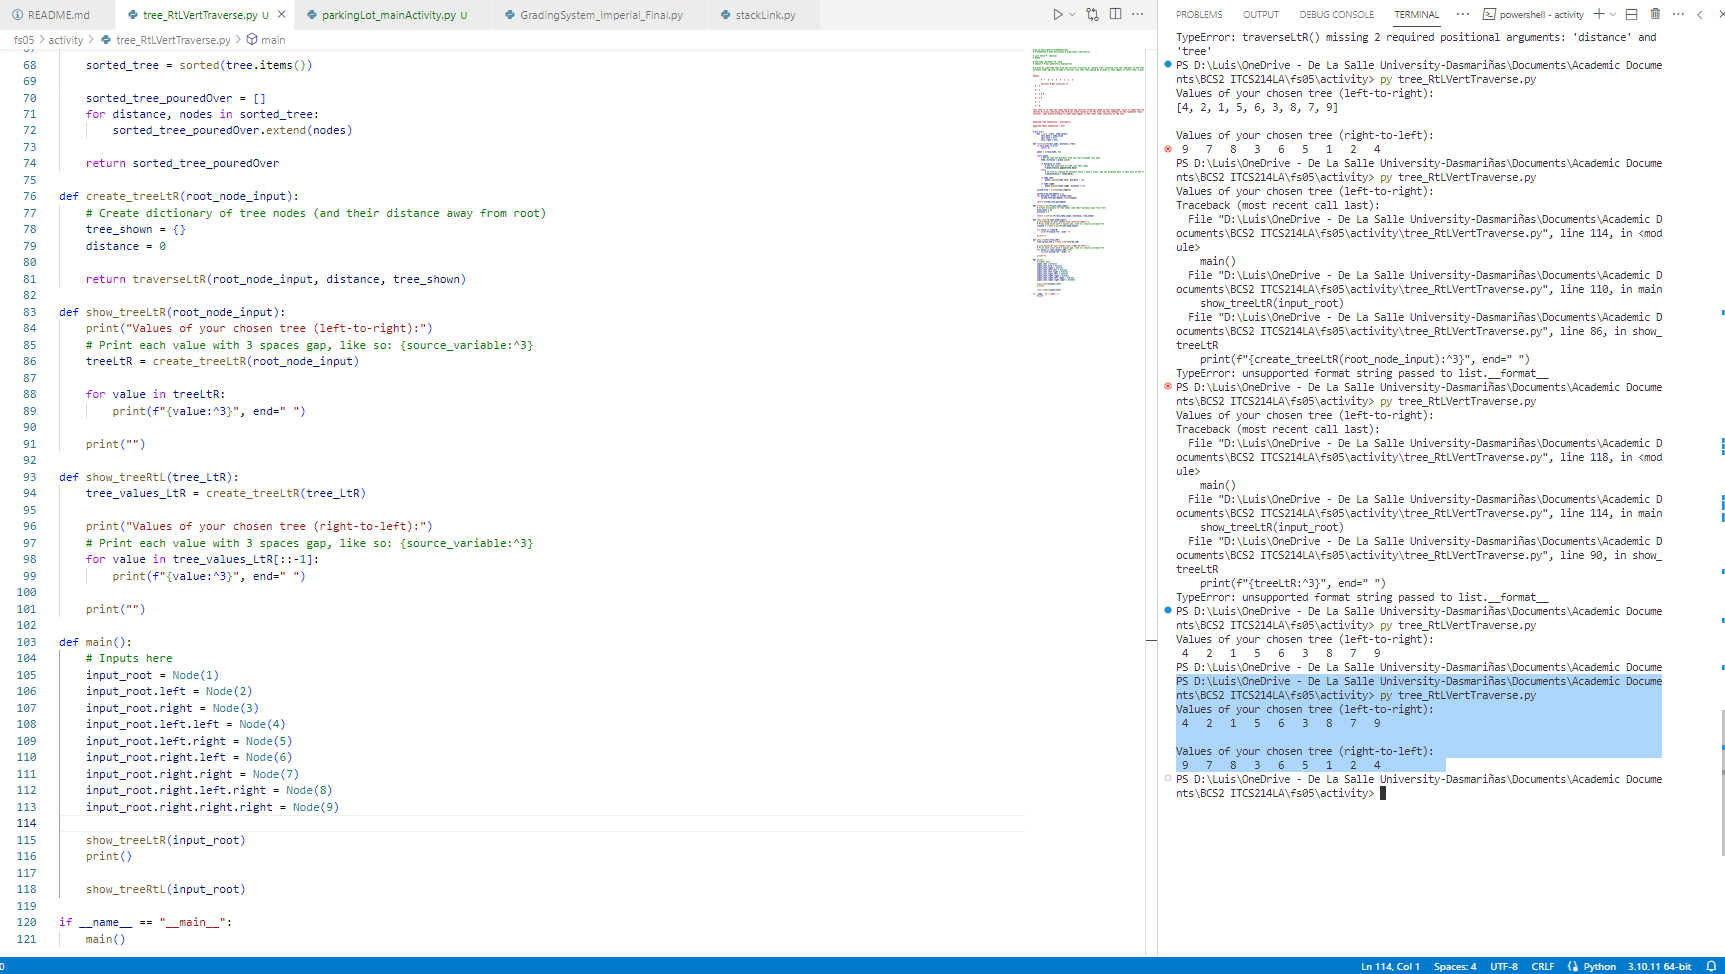 README.md
tree_RtLVertTraverse.py U
parkingLot_mainActivity.py U
GradingSystem_Imperial_Final.py
stackLink.py
fs05 > activity > tree_RtLVertTraverse.py > main
67
68 sorted_tree = sorted(tree.items())
69
70 sorted_tree_pouredOver = []
71 for distance, nodes in sorted_tree:
72 sorted_tree_pouredOver.extend(nodes)
73
74 return sorted_tree_pouredOver
75
76 def create_treeLtR(root_node_input):
77 # Create dictionary of tree nodes (and their distance away from root)
78 tree_shown = {}
79 distance = 0
80
81 return traverseLtR(root_node_input, distance, tree_shown)
82
83 def show_treeLtR(root_node_input):
84 print("Values of your chosen tree (left-to-right):")
85 # Print each value with 3 spaces gap, like so: {source_variable:^3}
86 treeLtR = create_treeLtR(root_node_input)
87
88 for value in treeLtR:
89 print(f"{value:^3}", end=" ")
90
91 print("")
92
93 def show_treeRtL(tree_LtR):
94 tree_values_LtR = create_treeLtR(tree_LtR)
95
96 print("Values of your chosen tree (right-to-left):")
97 # Print each value with 3 spaces gap, like so: {source_variable:^3}
98 for value in tree_values_LtR[::-1]:
99 print(f"{value:^3}", end=" ")
100
101 print("")
102
103 def main():
104 # Inputs here
105 input_root = Node(1)
106 input_root.left = Node(2)
107 input_root.right = Node(3)
108 input_root.left.left = Node(4)
109 input_root.left.right = Node(5)
110 input_root.right.left = Node(6)
111 input_root.right.right = Node(7)
112 input_root.right.left.right = Node(8)
113 input_root.right.right.right = Node(9)
114
115 show_treeLtR(input_root)
116 print()
117
118 show_treeRtL(input_root)
119
120 if __name__ == "__main__":
121 main()
PROBLEMS OUTPUT DEBUG CONSOLE TERMINAL ··· powershell - activity
TypeError: traverseLtR() missing 2 required positional arguments: 'distance' and
'tree'
PS D:\Luis\OneDrive - De La Salle University-Dasmariñas\Documents\Academic Docume
nts\BCS2 ITCS214LA\fs05\activity> py tree_RtLVertTraverse.py
Values of your chosen tree (left-to-right):
[4, 2, 1, 5, 6, 3, 8, 7, 9]

Values of your chosen tree (right-to-left):
9 7 8 3 6 5 1 2 4
PS D:\Luis\OneDrive - De La Salle University-Dasmariñas\Documents\Academic Docume
nts\BCS2 ITCS214LA\fs05\activity> py tree_RtLVertTraverse.py
Values of your chosen tree (left-to-right):
Traceback (most recent call last):
File "D:\Luis\OneDrive - De La Salle University-Dasmariñas\Documents\Academic D
ocuments\BCS2 ITCS214LA\fs05\activity\tree_RtLVertTraverse.py", line 114, in <mod
ule>
main()
File "D:\Luis\OneDrive - De La Salle University-Dasmariñas\Documents\Academic D
ocuments\BCS2 ITCS214LA\fs05\activity\tree_RtLVertTraverse.py", line 110, in main
show_treeLtR(input_root)
File "D:\Luis\OneDrive - De La Salle University-Dasmariñas\Documents\Academic D
ocuments\BCS2 ITCS214LA\fs05\activity\tree_RtLVertTraverse.py", line 86, in show_
treeLtR
print(f"{create_treeLtR(root_node_input):^3}", end=" ")
TypeError: unsupported format string passed to list.__format__
PS D:\Luis\OneDrive - De La Salle University-Dasmariñas\Documents\Academic Docume
nts\BCS2 ITCS214LA\fs05\activity> py tree_RtLVertTraverse.py
Values of your chosen tree (left-to-right):
Traceback (most recent call last):
File "D:\Luis\OneDrive - De La Salle University-Dasmariñas\Documents\Academic D
ocuments\BCS2 ITCS214LA\fs05\activity\tree_RtLVertTraverse.py", line 118, in <mod
ule>
main()
File "D:\Luis\OneDrive - De La Salle University-Dasmariñas\Documents\Academic D
ocuments\BCS2 ITCS214LA\fs05\activity\tree_RtLVertTraverse.py", line 114, in main
show_treeLtR(input_root)
File "D:\Luis\OneDrive - De La Salle University-Dasmariñas\Documents\Academic D
ocuments\BCS2 ITCS214LA\fs05\activity\tree_RtLVertTraverse.py", line 90, in show_
treeLtR
print(f"{treeLtR:^3}", end=" ")
TypeError: unsupported format string passed to list.__format__
PS D:\Luis\OneDrive - De La Salle University-Dasmariñas\Documents\Academic Docume
nts\BCS2 ITCS214LA\fs05\activity> py tree_RtLVertTraverse.py
Values of your chosen tree (left-to-right):
4 2 1 5 6 3 8 7 9
PS D:\Luis\OneDrive - De La Salle University-Dasmariñas\Documents\Academic Docume
PS D:\Luis\OneDrive - De La Salle University-Dasmariñas\Documents\Academic Docume
nts\BCS2 ITCS214LA\fs05\activity> py tree_RtLVertTraverse.py
Values of your chosen tree (left-to-right):
4 2 1 5 6 3 8 7 9

Values of your chosen tree (right-to-left):
9 7 8 3 6 5 1 2 4
PS D:\Luis\OneDrive - De La Salle University-Dasmariñas\Documents\Academic Docume
nts\BCS2 ITCS214LA\fs05\activity>
0 Ln 114, Col 1 Spaces: 4 UTF-8 CRLF Python 3.10.11 64-bit